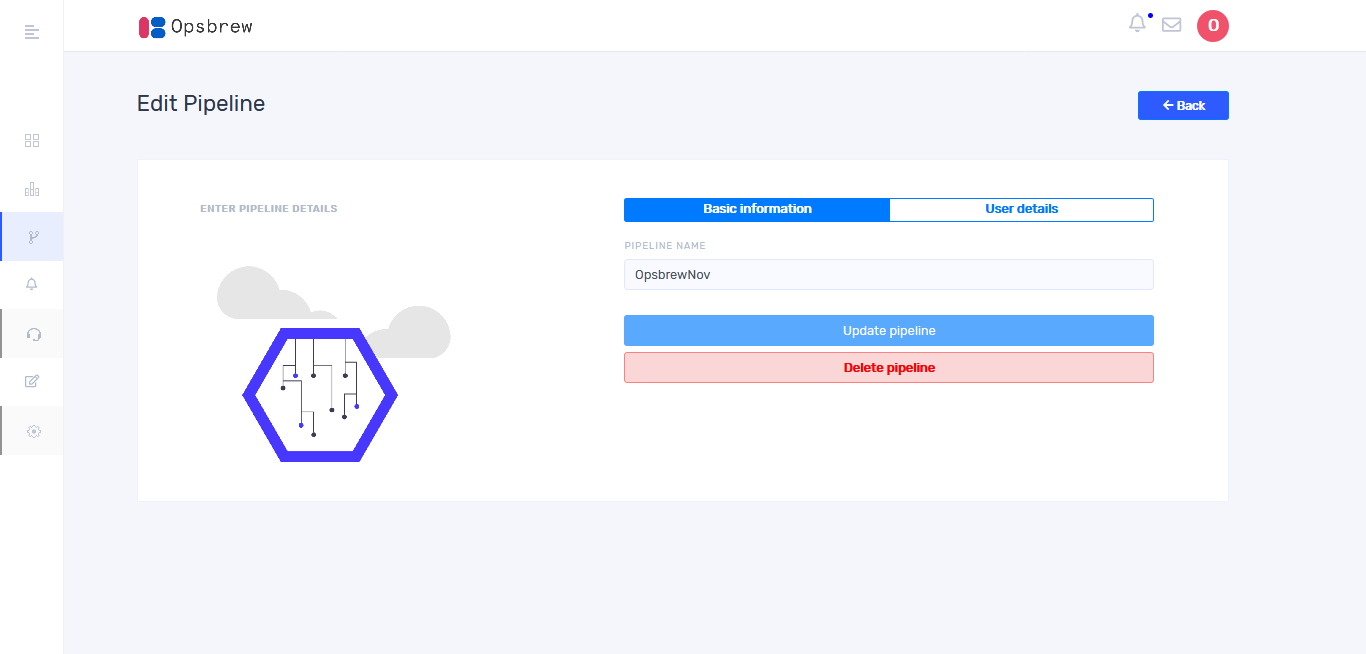 Opsbrew
O
Edit Pipeline
Back
ENTER PIPELINE DETAILS
Basic information
User details
PIPELINE NAME
OpsbrewNov
Update pipeline
Delete pipeline